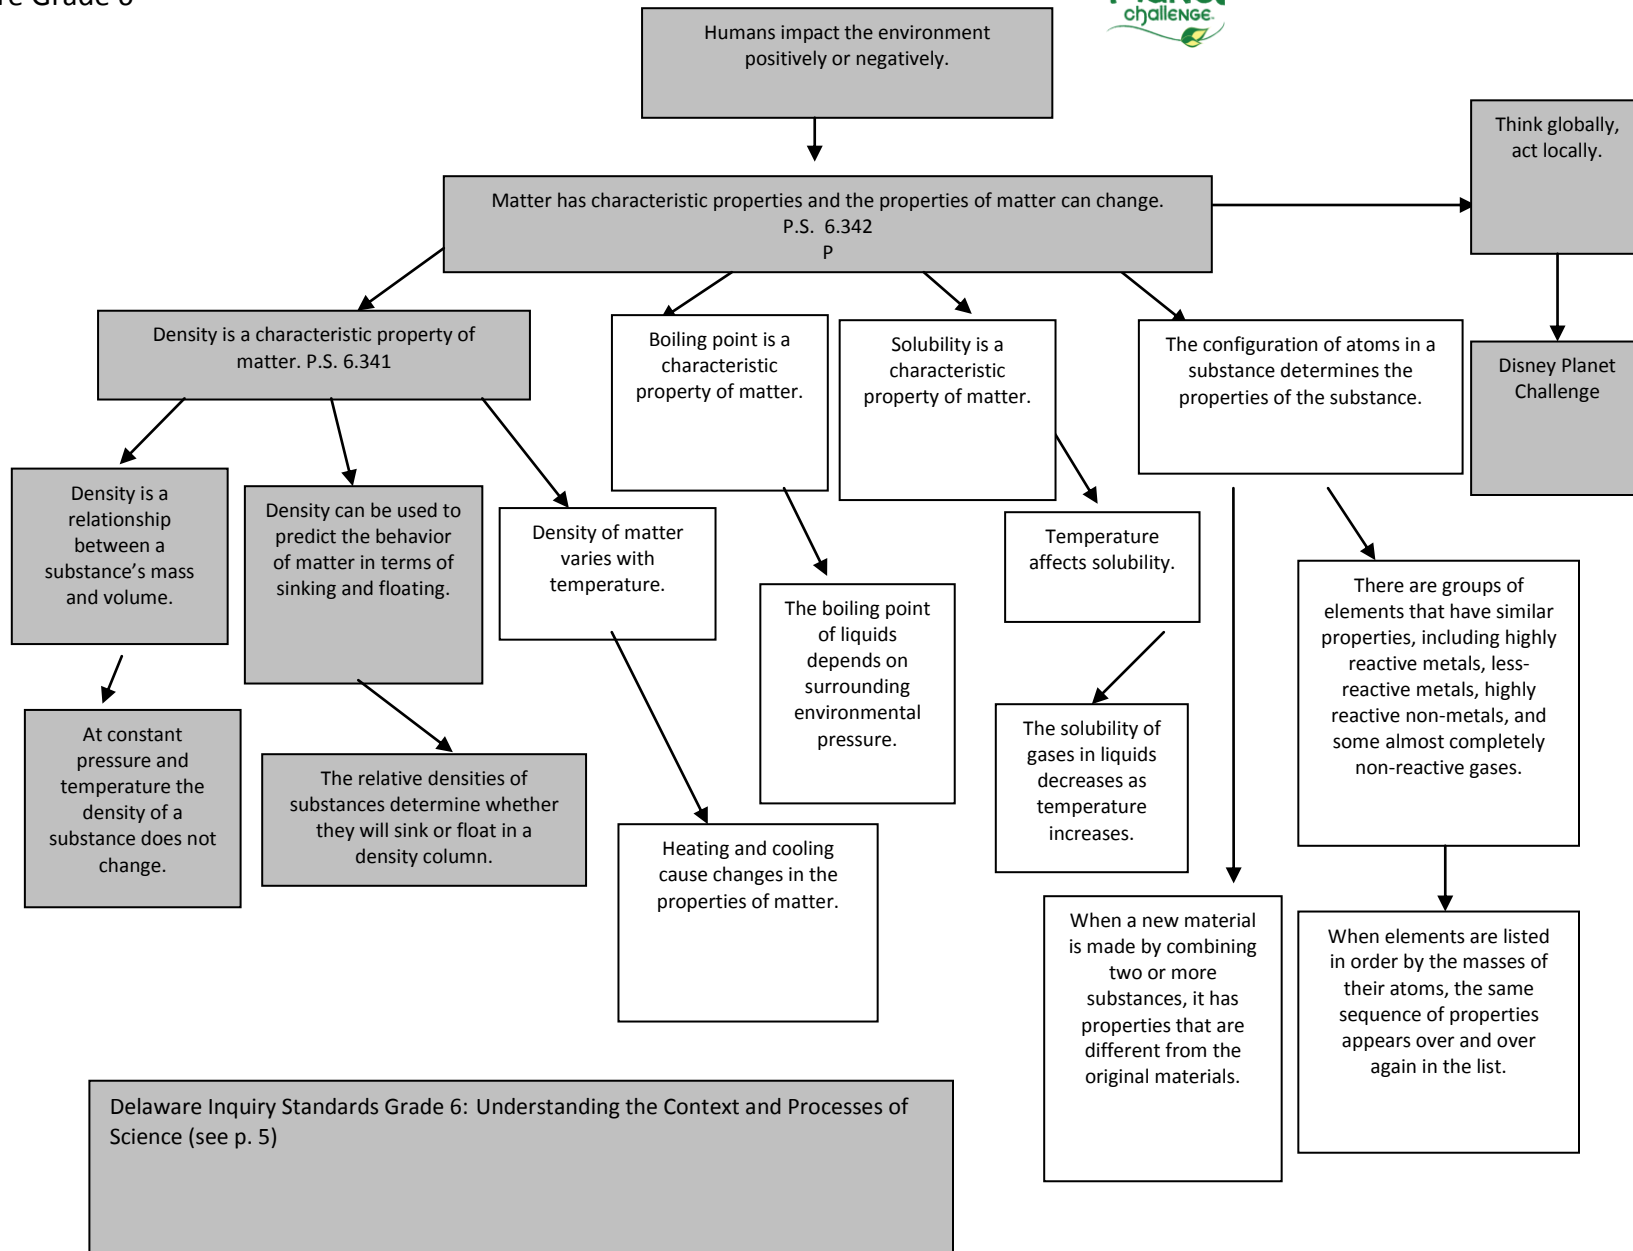 Grade 6
challenge
Humans impact the environment
positively or negatively.
Think globally,
act locally.
Matter has characteristic properties and the properties of matter can change.
P.S. 6.342
P
Density is a characteristic property of
matter. P.S. 6.341
Boiling point is a
characteristic
property of matter.
Solubility is a
characteristic
property of matter.
The configuration of atoms in a
substance determines the
properties of the substance.
Disney Planet
Challenge
Density is a
relationship
between a
substance’s mass
and volume.
Density can be used to
predict the behavior
of matter in terms of
sinking and floating.
Density of matter
varies with
temperature.
Temperature
affects solubility.
The boiling point
of liquids
depends on
surrounding
environmental
pressure.
There are groups of
elements that have similar
properties, including highly
reactive metals, less-
reactive metals, highly
reactive non-metals, and
some almost completely
non-reactive gases.
At constant
pressure and
temperature the
density of a
substance does not
change.
The relative densities of
substances determine whether
they will sink or float in a
density column.
The solubility of
gases in liquids
decreases as
temperature
increases.
Heating and cooling
cause changes in the
properties of matter.
When a new material
is made by combining
two or more
substances, it has
properties that are
different from the
original materials.
When elements are listed
in order by the masses of
their atoms, the same
sequence of properties
appears over and over
again in the list.
Delaware Inquiry Standards Grade 6: Understanding the Context and Processes of
Science (see p. 5)